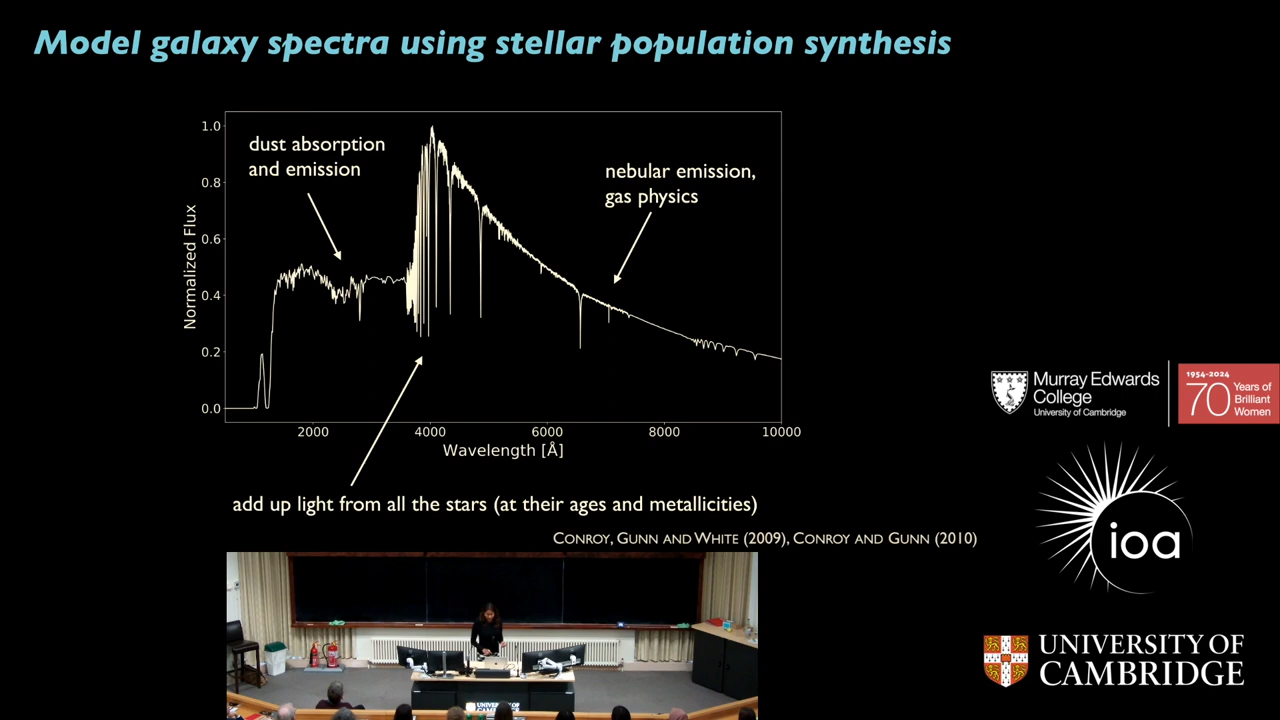 Model galaxy spectra using stellar population synthesis
dust absorption
and emission
nebular emission,
gas physics
Normalized Flux
1.0
0.8
0.6
0.4
0.2
0.0
2000
4000
6000
8000
10000
Wavelength [Å]
add up light from all the stars (at their ages and metallicities)
CONROY, GUNN AND WHITE (2009), CONROY AND GUNN (2010)
Murray Edwards
College
University of Cambridge
1954-2024
70
Years of
Brilliant
Women
ioa
UNIVERSITY OF
CAMBRIDGE
UNIVERSITY OF